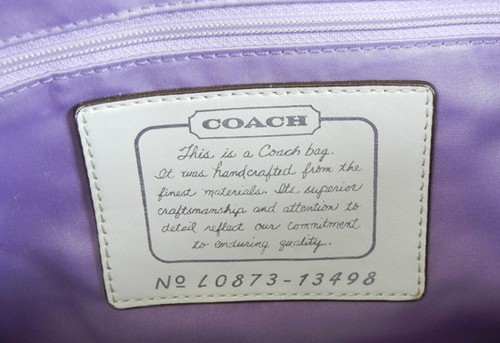 COACH
This is a Coach bag.
It was handcrafted from the
finest materials. Its superior
craftsmanship and attention to
detail reflect our commitment
to enduring quality.
Nº L0873-13498